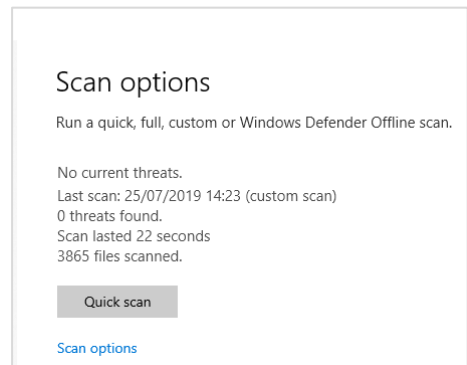 Scan options
Run a quick, full, custom or Windows Defender Offline scan.
No current threats.
Last scan: 25/07/2019 14:23 (custom scan)
0 threats found.
Scan lasted 22 seconds
3865 files scanned.
Quick scan
Scan options